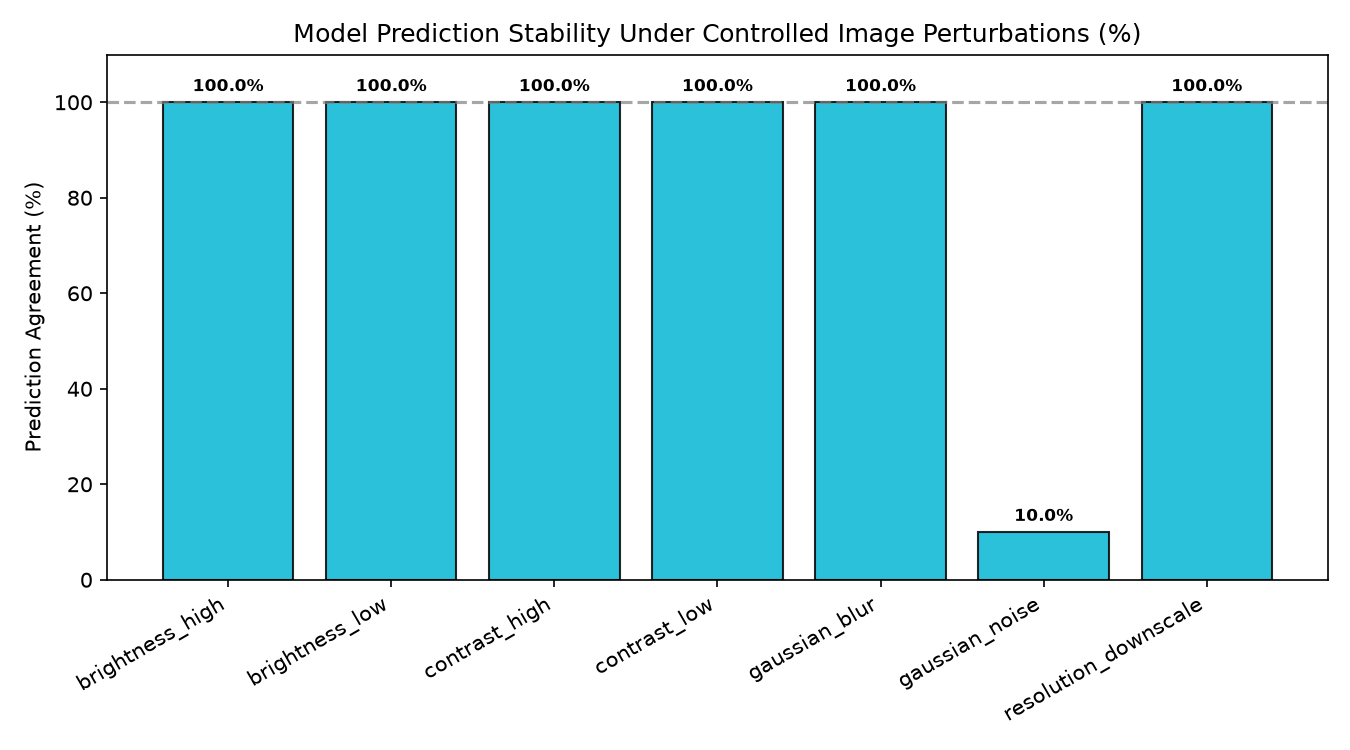 Model Prediction Stability Under Controlled Image Perturbations (%)
100.0% 100.0% 100.0% 100.0% 100.0% 10.0% 100.0%
Prediction Agreement (%)
100
80
60
40
20
0
brightness_high
brightness_low
contrast_high
contrast_low
gaussian_blur
gaussian_noise
resolution_downscale